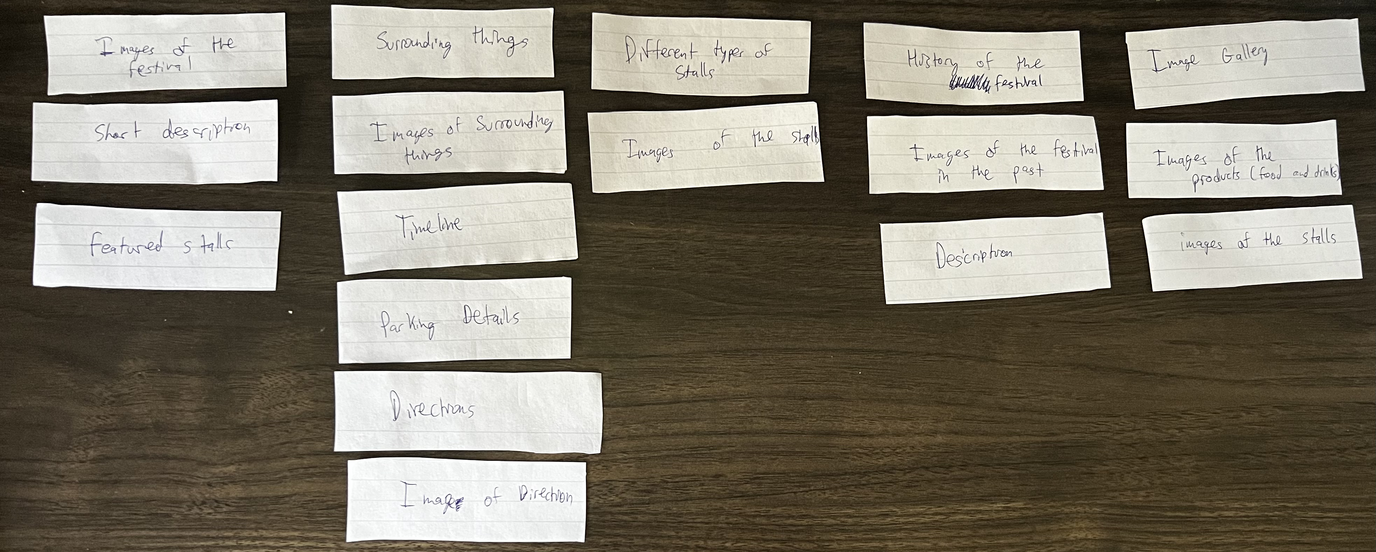 Images of the
festival
Short description
Featured stalls
Surrounding things
Images of Surrounding
things
Timeline
Parking Details
Directions
Image of Direction
Different types of
Stalls
Images of the stalls
History of the
festival
Images of the festival
in the past
Description
Image Gallery
Images of the
products (food and drinks)
images of the stalls